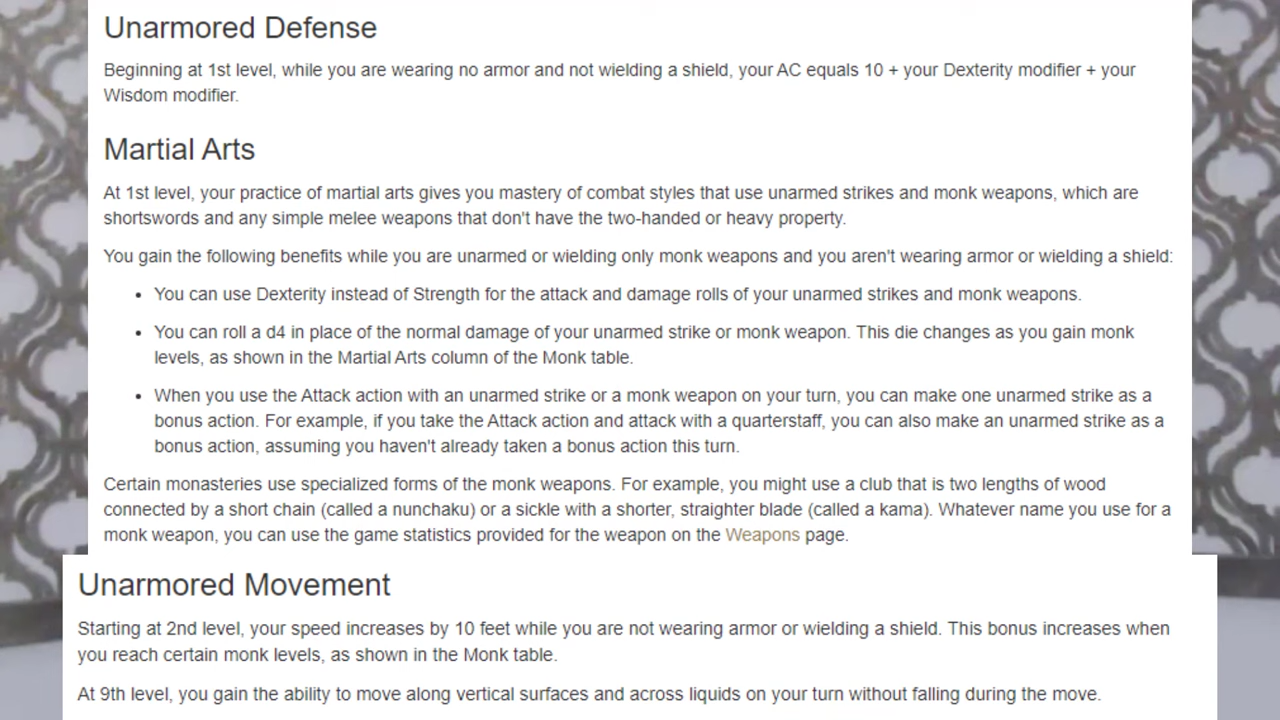 Unarmored Defense
Beginning at 1st level, while you are wearing no armor and not wielding a shield, your AC equals 10 + your Dexterity modifier + your
Wisdom modifier.
Martial Arts
At 1st level, your practice of martial arts gives you mastery of combat styles that use unarmed strikes and monk weapons, which are
shortswords and any simple melee weapons that don't have the two-handed or heavy property.
You gain the following benefits while you are unarmed or wielding only monk weapons and you aren't wearing armor or wielding a shield:
• You can use Dexterity instead of Strength for the attack and damage rolls of your unarmed strikes and monk weapons.
• You can roll a d4 in place of the normal damage of your unarmed strike or monk weapon. This die changes as you gain monk
levels, as shown in the Martial Arts column of the Monk table.
• When you use the Attack action with an unarmed strike or a monk weapon on your turn, you can make one unarmed strike as a
bonus action. For example, if you take the Attack action and attack with a quarterstaff, you can also make an unarmed strike as a
bonus action, assuming you haven't already taken a bonus action this turn.
Certain monasteries use specialized forms of the monk weapons. For example, you might use a club that is two lengths of wood
connected by a short chain (called a nunchaku) or a sickle with a shorter, straighter blade (called a kama). Whatever name you use for a
monk weapon, you can use the game statistics provided for the weapon on the Weapons page.
Unarmored Movement
Starting at 2nd level, your speed increases by 10 feet while you are not wearing armor or wielding a shield. This bonus increases when
you reach certain monk levels, as shown in the Monk table.
At 9th level, you gain the ability to move along vertical surfaces and across liquids on your turn without falling during the move.